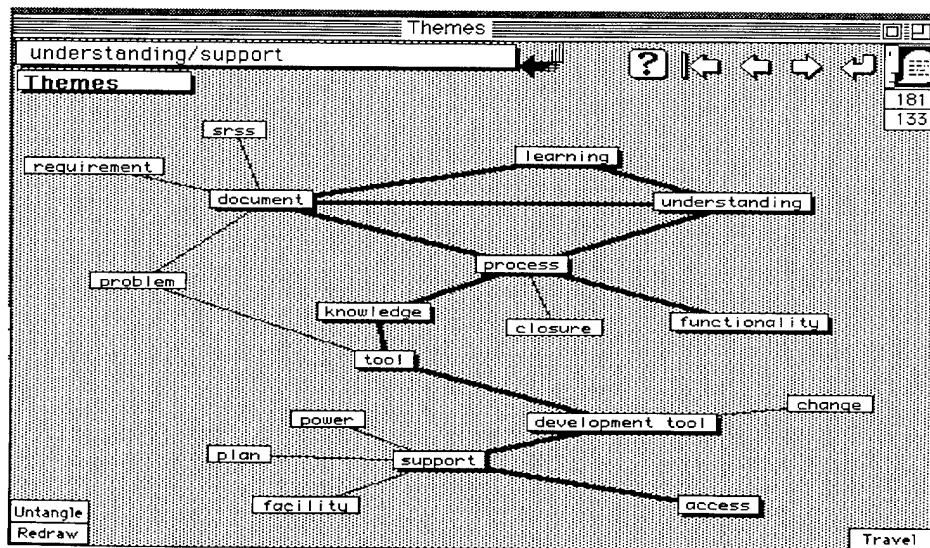 Themes
understanding/support
?
Themes
181
133
srss
learning
requirement
document
understanding
process
problem
knowledge
closure
functionality
tool
change
power
development tool
plan
support
facility
access
Untangle
Redraw
Travel